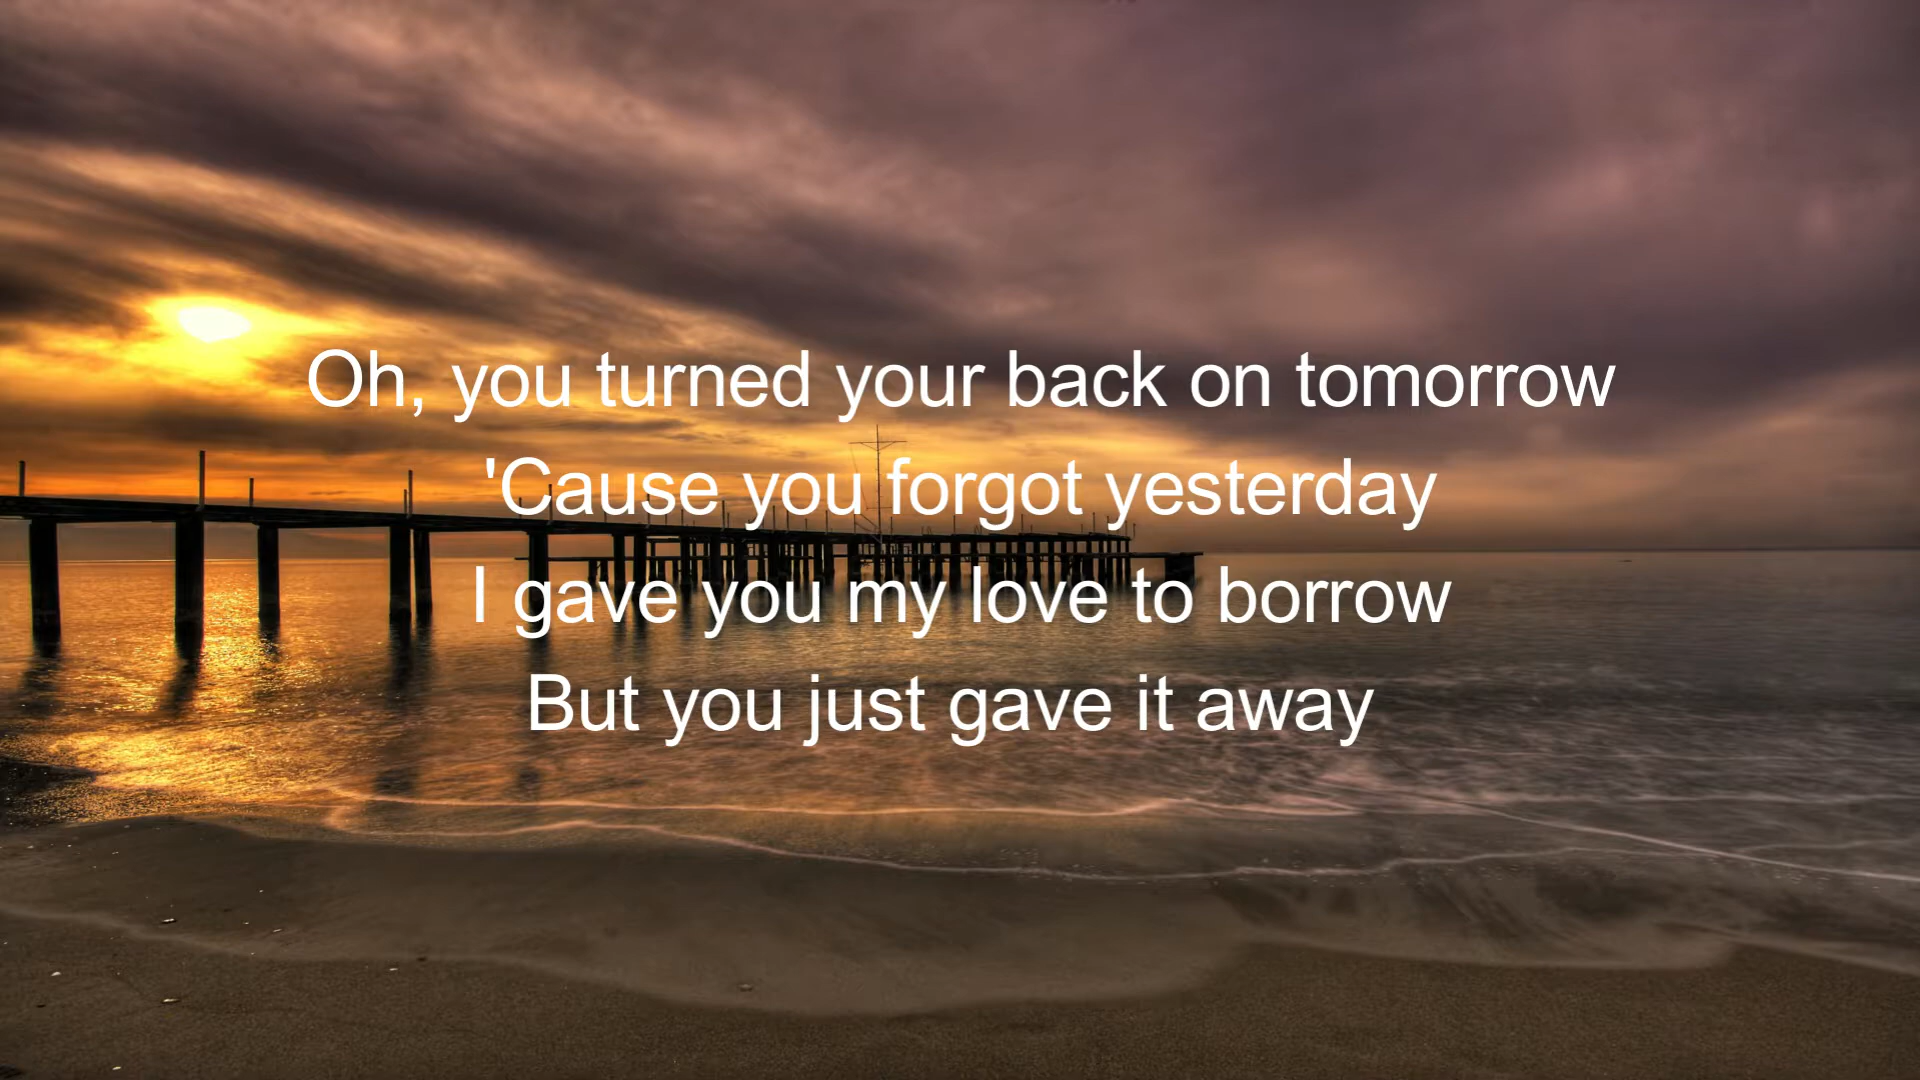 Oh, you turned your back on tomorrow
'Cause you forgot yesterday
I gave you my love to borrow
But you just gave it away